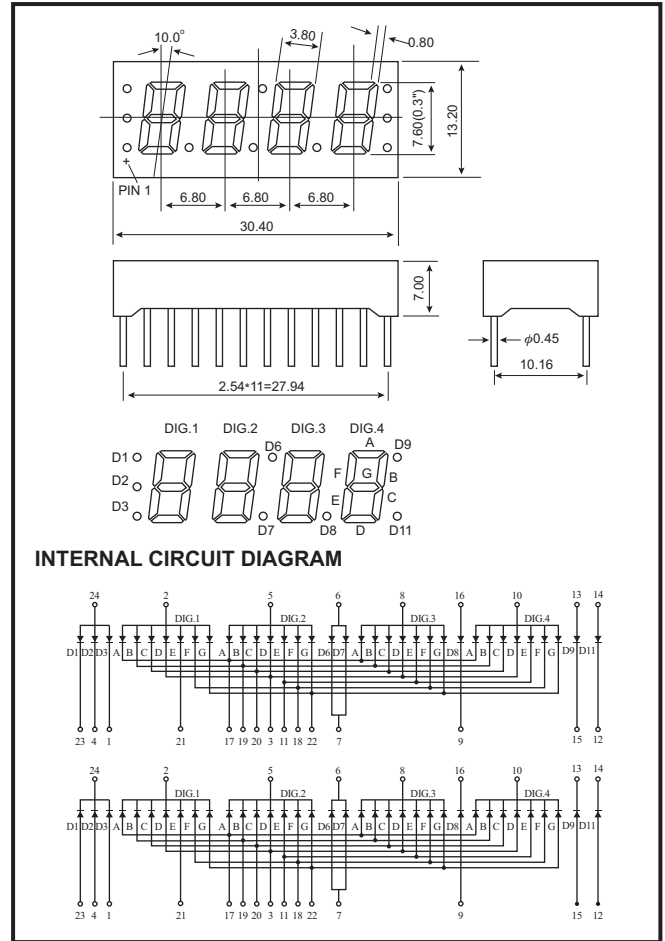 10.0°
3.80
0.80
7.60(0.3")
13.20
+
PIN 1
6.80 6.80 6.80
30.40
7.00
φ0.45
10.16
2.54*11=27.94
DIG.1 DIG.2 DIG.3 DIG.4
D1 D6 A D9
D2 F G B
D3 E C
D7 D8 D D11
INTERNAL CIRCUIT DIAGRAM
24 2 5 6 8 16 10 13 14
DIG.1 DIG.2 DIG.3 DIG.4
D1 D2 D3 A B C D E F G A B C D E F G D6 D7 A B C D E F G D8 A B C D E F G D9 D11
23 4 1 21 17 19 20 3 11 18 22 7 9 15 12
24 2 5 6 8 16 10 13 14
DIG.1 DIG.2 DIG.3 DIG.4
D1 D2 D3 A B C D E F G A B C D E F G D6 D7 A B C D E F G D8 A B C D E F G D9 D11
23 4 1 21 17 19 20 3 11 18 22 7 9 15 12